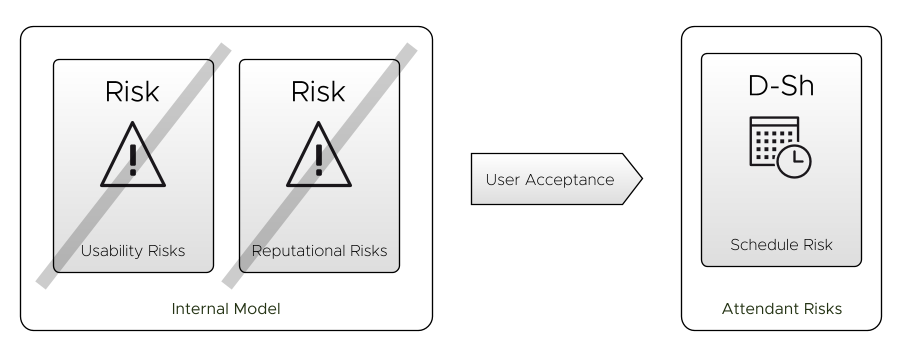 Risk
Usability Risks
Risk
Reputational Risks
Internal Model
User Acceptance
D-Sh
Schedule Risk
Attendant Risks